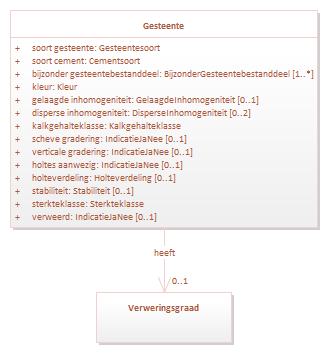 Gesteente
+ soort gesteente: Gesteentesoort
+ soort cement: Cementsoort
+ bijzonder gesteentebestanddeel: BijzonderGesteentebestanddeel [1..*]
+ kleur: Kleur
+ gelaagde inhomogeniteit: GelaagdeInhomogeniteit [0..1]
+ disperse inhomogeniteit: DisperseInhomogeniteit [0..2]
+ kalkgehalteklasse: Kalkgehalteklasse
+ scheve gradering: IndicatieJaNee [0..1]
+ verticale gradering: IndicatieJaNee [0..1]
+ holtes aanwezig: IndicatieJaNee [0..1]
+ holteverdeling: Holteverdeling [0..1]
+ stabiliteit: Stabiliteit [0..1]
+ sterkteklasse: Sterkteklasse
+ verweerd: IndicatieJaNee [0..1]
heeft
0..1
Verweringsgraad